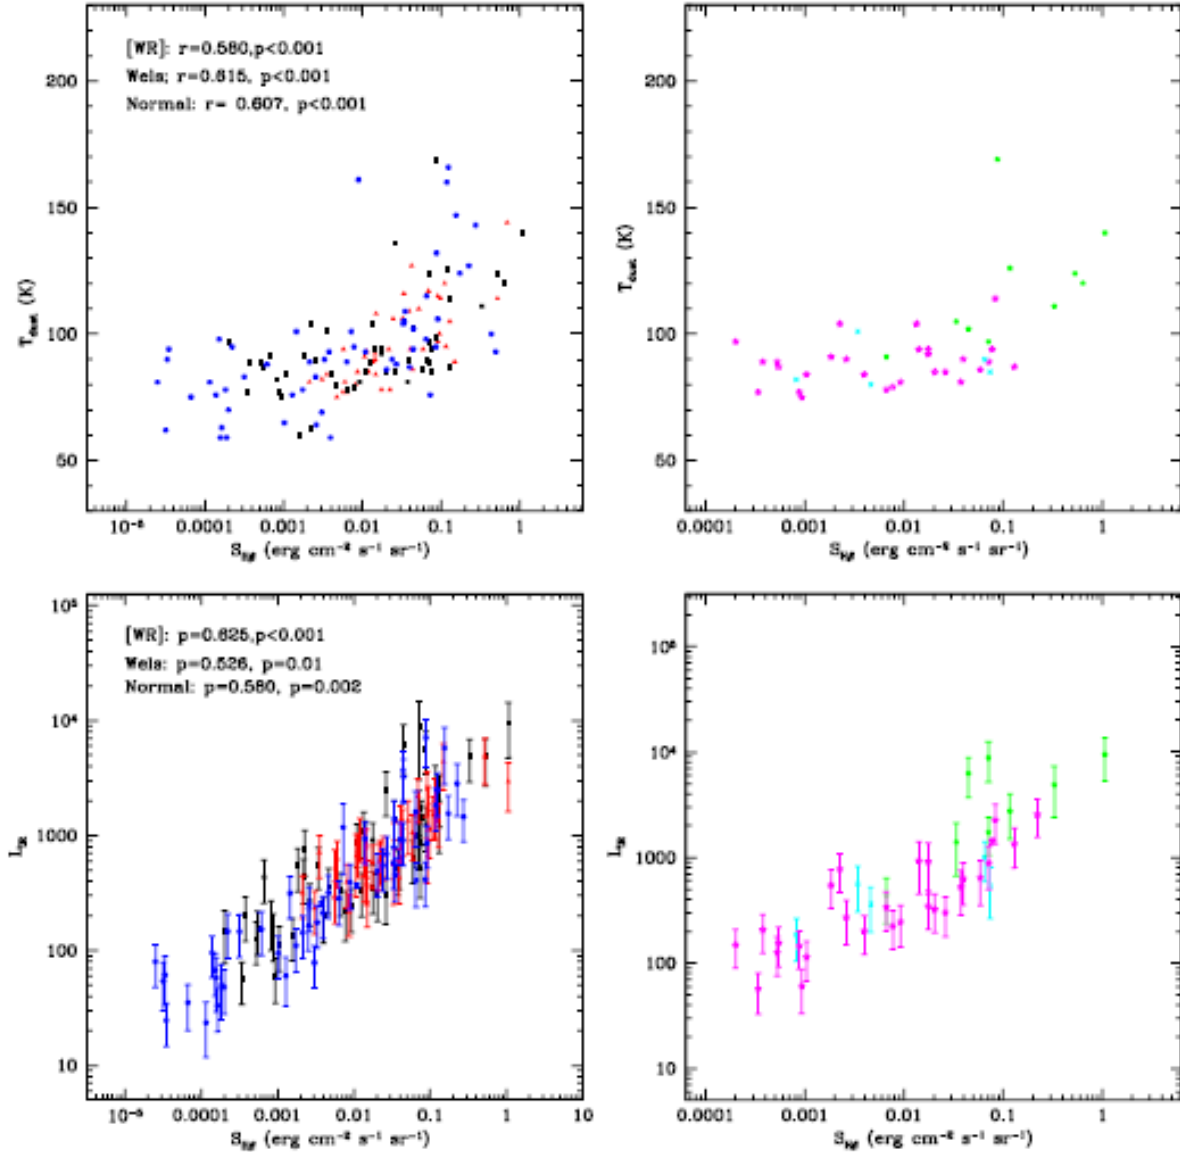 [WR]: r=0.580,p<0.001
Wels; r=0.615, p<0.001
Normal: r= 0.607, p<0.001
200
150
100
50
T_dust (K)
10⁻⁵ 0.0001 0.001 0.01 0.1 1
S_Hβ (erg cm⁻² s⁻¹ sr⁻¹)
200
150
100
50
T_dust (K)
0.0001 0.001 0.01 0.1 1
S_Hβ (erg cm⁻² s⁻¹ sr⁻¹)
[WR]: p=0.625,p<0.001
Wels: p=0.526, p=0.01
Normal: p=0.580, p=0.002
10⁵
10⁴
1000
100
10
I_IR
10⁻⁵ 0.0001 0.001 0.01 0.1 1 10
S_Hβ (erg cm⁻² s⁻¹ sr⁻¹)
10⁵
10⁴
1000
100
10
I_IR
0.0001 0.001 0.01 0.1 1
S_Hβ (erg cm⁻² s⁻¹ sr⁻¹)